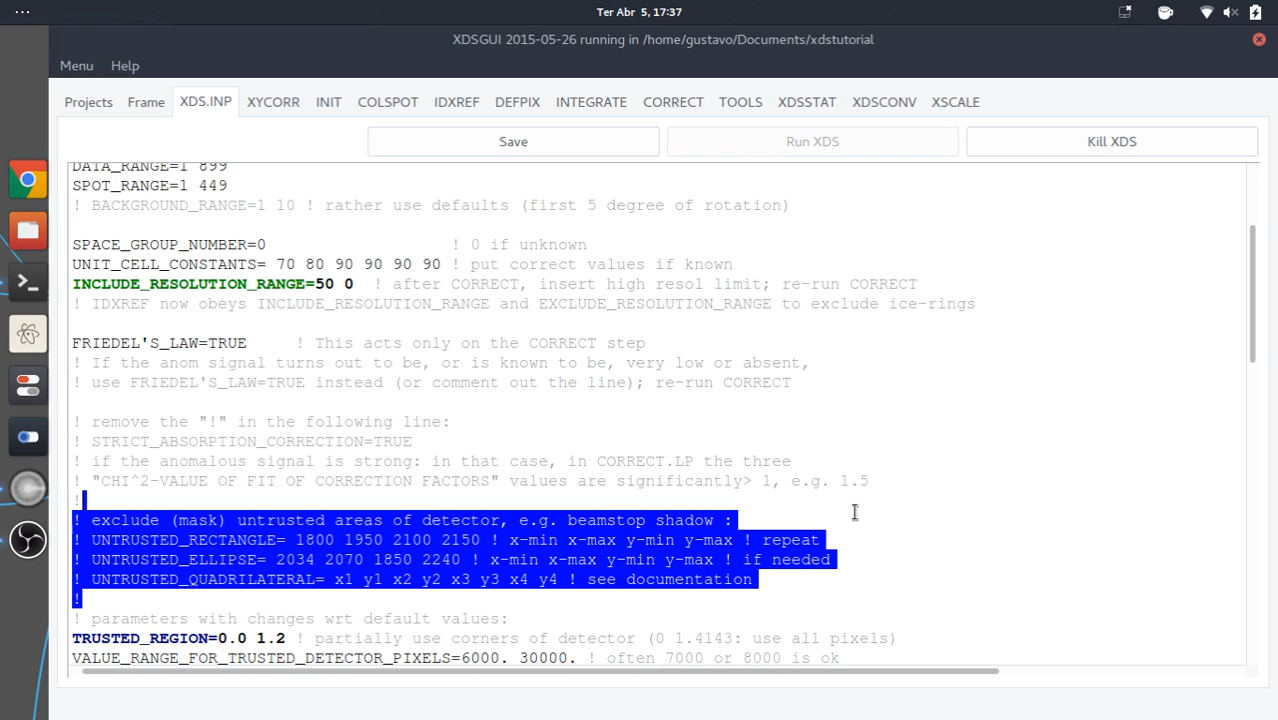 Ter Abr 5, 17:37
XDSGUI 2015-05-26 running in /home/gustavo/Documents/xdstutorial
Menu Help
Projects Frame XDS.INP XYCORR INIT COLSPOT IDXREF DEFPIX INTEGRATE CORRECT TOOLS XDSSTAT XDSCONV XSCALE
Save Run XDS Kill XDS
DATA_RANGE=1 899
SPOT_RANGE=1 449
! BACKGROUND_RANGE=1 10 ! rather use defaults (first 5 degree of rotation)
SPACE_GROUP_NUMBER=0 ! 0 if unknown
UNIT_CELL_CONSTANTS= 70 80 90 90 90 90 ! put correct values if known
INCLUDE_RESOLUTION_RANGE=50 0 ! after CORRECT, insert high resol limit; re-run CORRECT
! IDXREF now obeys INCLUDE_RESOLUTION_RANGE and EXCLUDE_RESOLUTION_RANGE to exclude ice-rings
FRIEDEL'S_LAW=TRUE ! This acts only on the CORRECT step
! If the anom signal turns out to be, or is known to be, very low or absent,
! use FRIEDEL'S_LAW=TRUE instead (or comment out the line); re-run CORRECT
! remove the "!" in the following line:
! STRICT_ABSORPTION_CORRECTION=TRUE
! if the anomalous signal is strong: in that case, in CORRECT.LP the three
! "CHI^2-VALUE OF FIT OF CORRECTION FACTORS" values are significantly> 1, e.g. 1.5
!
! exclude (mask) untrusted areas of detector, e.g. beamstop shadow :
! UNTRUSTED_RECTANGLE= 1800 1950 2100 2150 ! x-min x-max y-min y-max ! repeat
! UNTRUSTED_ELLIPSE= 2034 2070 1850 2240 ! x-min x-max y-min y-max ! if needed
! UNTRUSTED_QUADRILATERAL= x1 y1 x2 y2 x3 y3 x4 y4 ! see documentation
!
! parameters with changes wrt default values:
TRUSTED_REGION=0.0 1.2 ! partially use corners of detector (0 1.4143: use all pixels)
VALUE_RANGE_FOR_TRUSTED_DETECTOR_PIXELS=6000. 30000. ! often 7000 or 8000 is ok